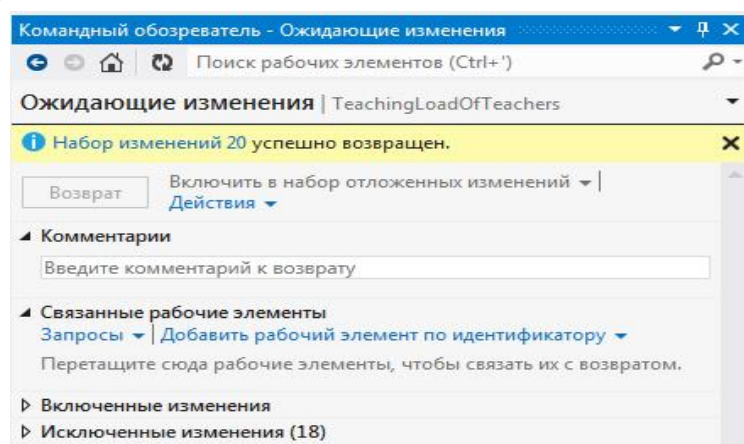 Командный обозреватель - Ожидающие изменения
Поиск рабочих элементов (Ctrl+')
Ожидающие изменения | TeachingLoadOfTeachers
Набор изменений 20 успешно возвращен.
Возврат
Включить в набор отложенных изменений
Действия
Комментарии
Введите комментарий к возврату
Связанные рабочие элементы
Запросы | Добавить рабочий элемент по идентификатору
Перетащите сюда рабочие элементы, чтобы связать их с возвратом.
Включенные изменения
Исключенные изменения (18)